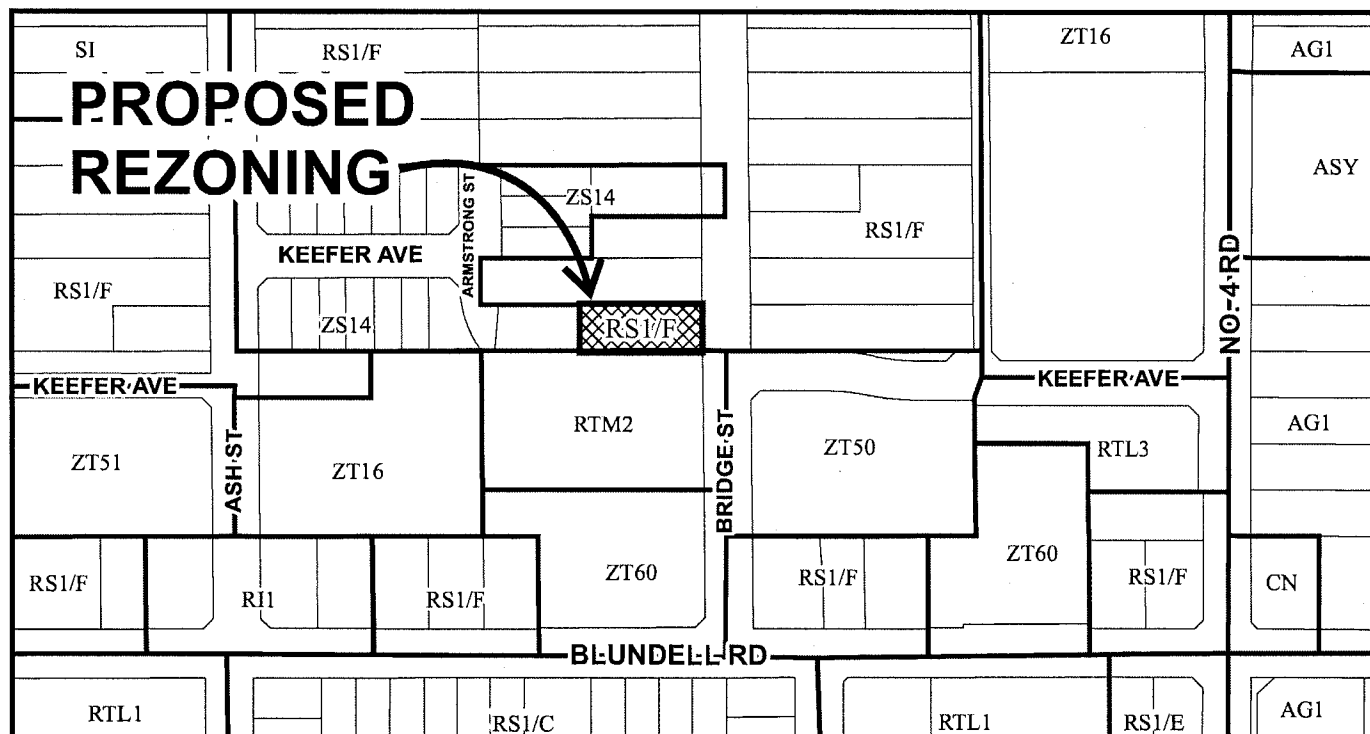 SI
RS1/F
ZT16
AG1
PROPOSED
REZONING
ASY
ZS14
ARMSTRONG ST
RS1/F
KEEFER AVE
NO. 4 RD
RS1/F
ZS14
RS1/F
KEEFER AVE
KEEFER AVE
RTM2
ZT50
RTL3
AG1
ZT51
ASH ST
ZT16
BRIDGE ST
ZT60
ZT60
RS1/F
RI1
RS1/F
RS1/F
RS1/F
CN
BLUNDELL RD
RTL1
RS1/C
RTL1
RS1/E
AG1